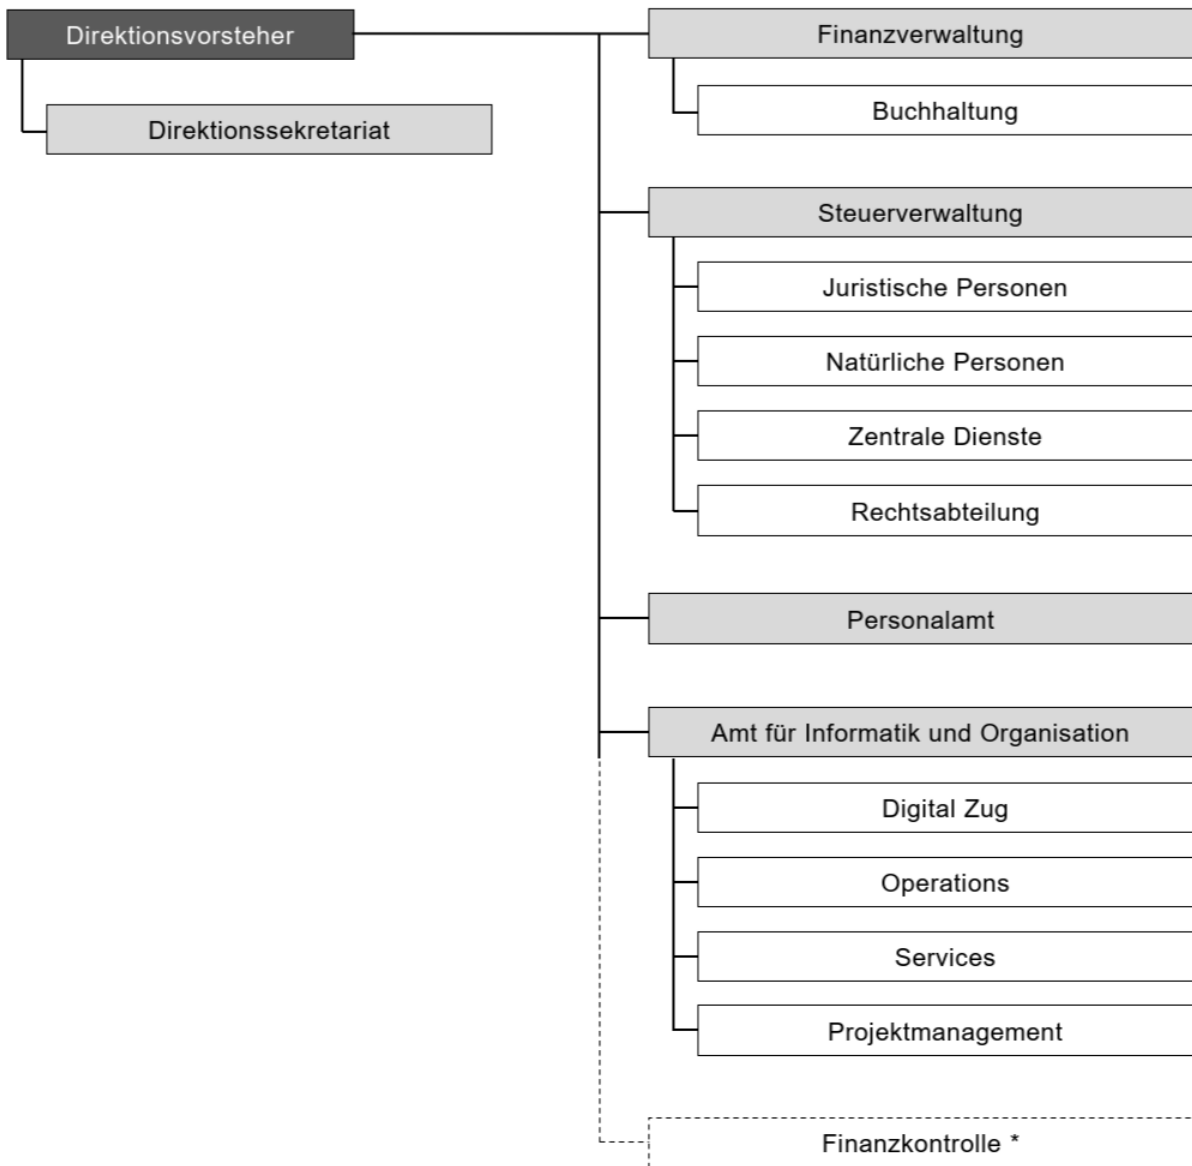 Direktionsvorsteher
Direktionssekretariat
Finanzverwaltung
Buchhaltung
Steuerverwaltung
Juristische Personen
Natürliche Personen
Zentrale Dienste
Rechtsabteilung
Personalamt
Amt für Informatik und Organisation
Digital Zug
Operations
Services
Projektmanagement
Finanzkontrolle *